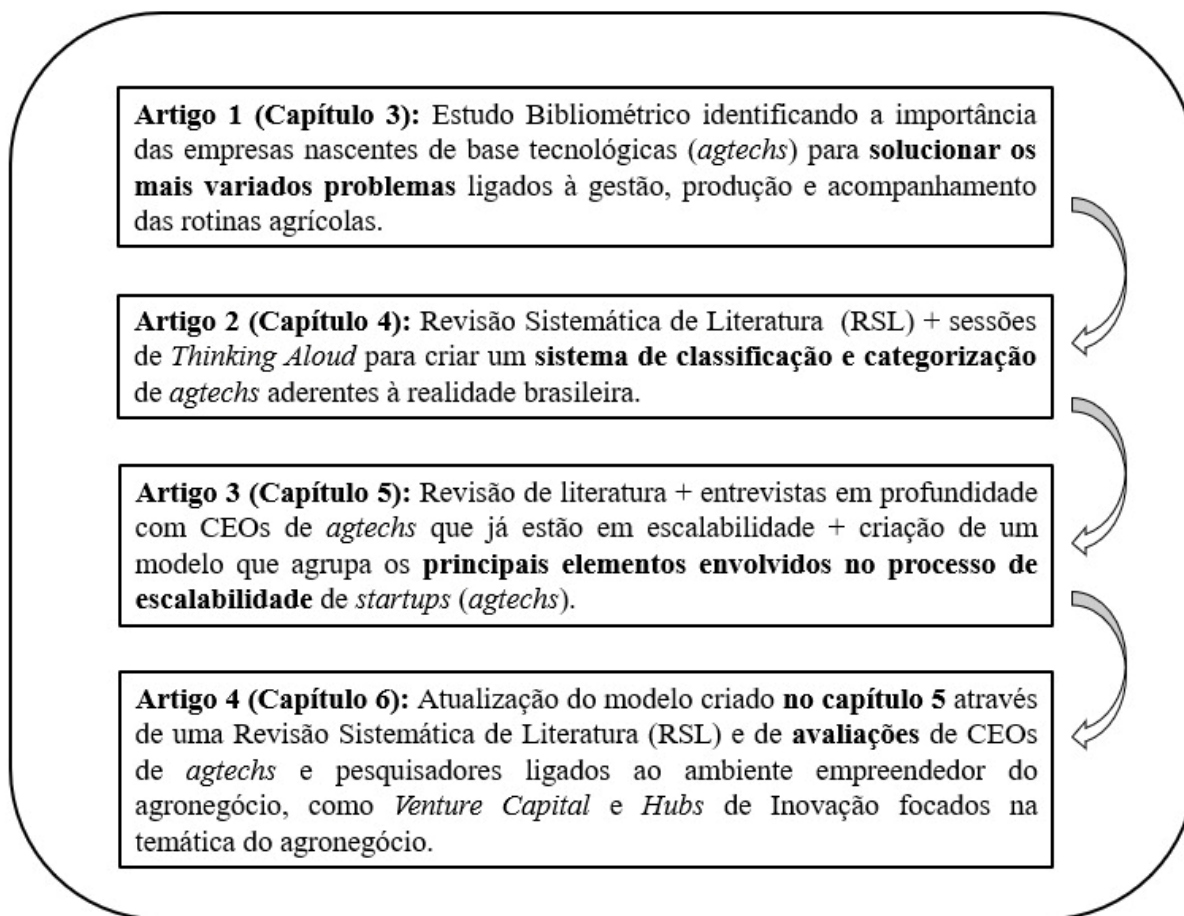 Artigo 1 (Capítulo 3): Estudo Bibliométrico identificando a importância
das empresas nascentes de base tecnológicas (agtechs) para solucionar os
mais variados problemas ligados à gestão, produção e acompanhamento
das rotinas agrícolas.
Artigo 2 (Capítulo 4): Revisão Sistemática de Literatura (RSL) + sessões
de Thinking Aloud para criar um sistema de classificação e categorização
de agtechs aderentes à realidade brasileira.
Artigo 3 (Capítulo 5): Revisão de literatura + entrevistas em profundidade
com CEOs de agtechs que já estão em escalabilidade + criação de um
modelo que agrupa os principais elementos envolvidos no processo de
escalabilidade de startups (agtechs).
Artigo 4 (Capítulo 6): Atualização do modelo criado no capítulo 5 através
de uma Revisão Sistemática de Literatura (RSL) e de avaliações de CEOs
de agtechs e pesquisadores ligados ao ambiente empreendedor do
agronegócio, como Venture Capital e Hubs de Inovação focados na
temática do agronegócio.